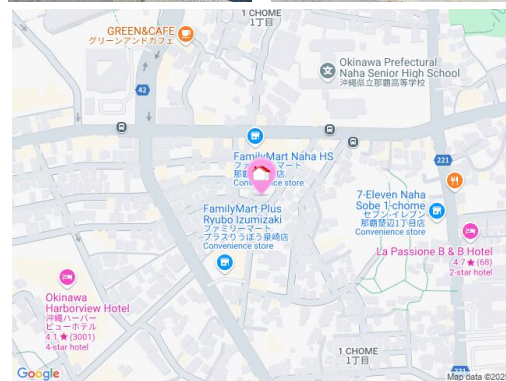 1 CHOME
1丁目
GREEN&CAFE
グリーンアンドカフェ
Okinawa Prefectural
Naha Senior High School
沖縄県立那覇高等学校
42
FamilyMart Naha HS
ファミリーマート
Convenience store
221
7-Eleven Naha
Sobe 1-chome
セブン-イレブン
那覇楚辺1丁目店
Convenience store
FamilyMart Plus
Ryubo Izumizaki
ファミリーマート
プラスりうぼう泉崎店
Convenience store
La Passione B & B Hotel
4.7★(68)
2-star hotel
Okinawa
Harborview Hotel
沖縄ハーバー
ビューホテル
4.1★(3001)
4-star hotel
1 CHOME
1丁目
221
Google
Map data ©2025